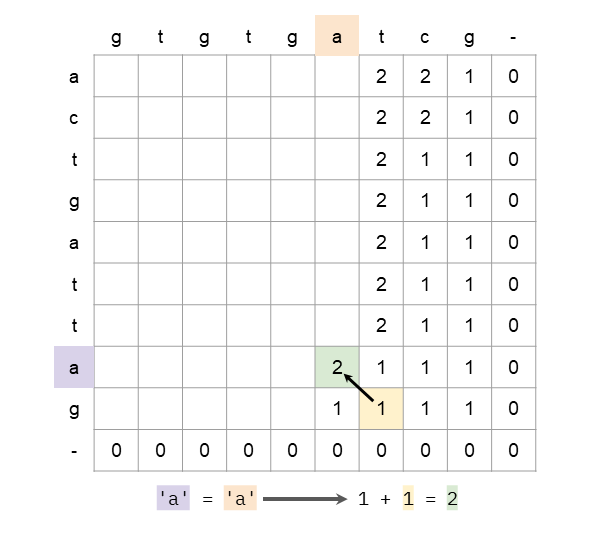 g t g t g a t c g -
a 2 2 1 0
c 2 2 1 0
t 2 1 1 0
g 2 1 1 0
a 2 1 1 0
t 2 1 1 0
t 2 1 1 0
a 2 1 1 1 0
g 1 1 1 1 0
- 0 0 0 0 0 0 0 0 0 0
'a' = 'a' 1 + 1 = 2